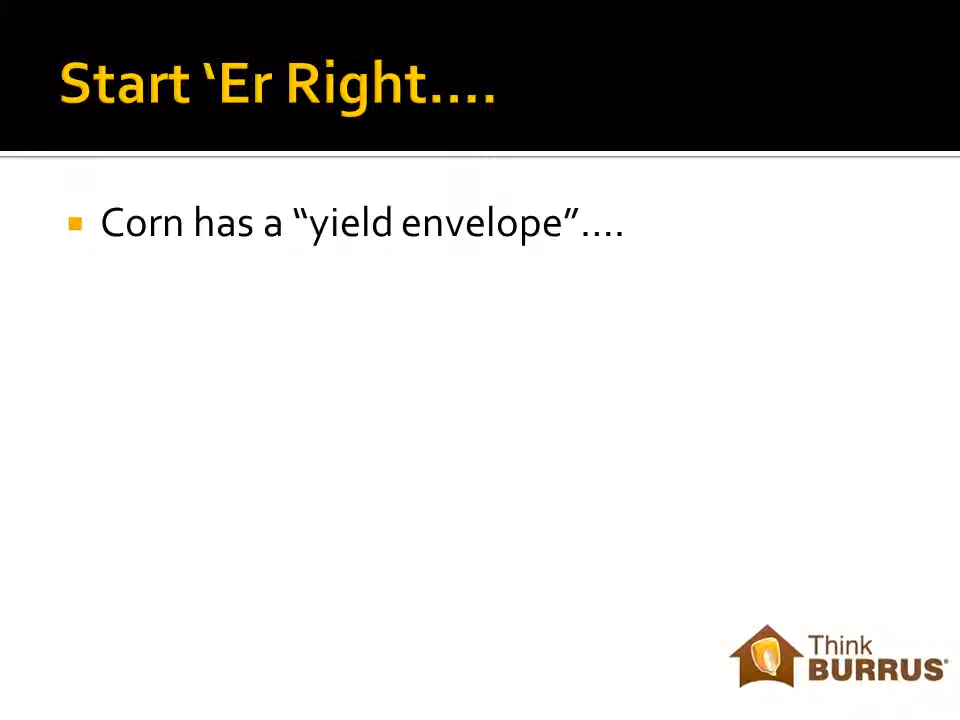 Start ‘Er Right….
Corn has a “yield envelope”….
Think
BURRUS®